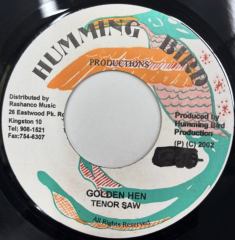 HUMMING BIRD
PRODUCTIONS
Distributed by
Rashanco Music
26 Eastwood Pk. Rd
Kingston 10
Tel: 908-1521
Fax:754-6307
Produced by
Humming Bird
Production
(P) (C) 2002
GOLDEN HEN
TENOR SAW
All Rights Reserved